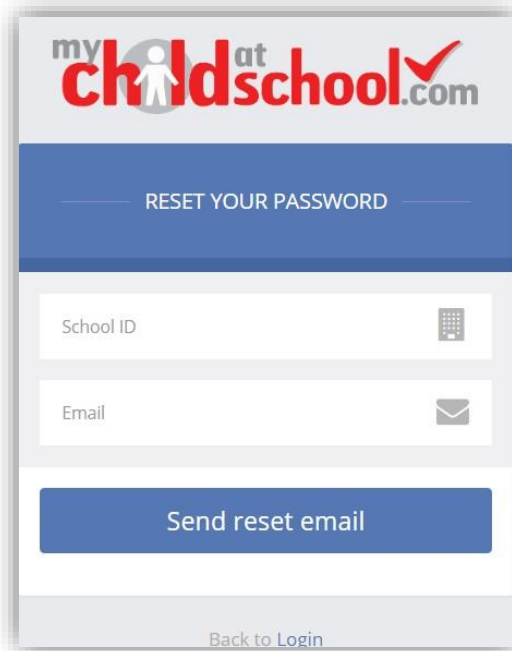 my child at school.com
RESET YOUR PASSWORD
School ID
Email
Send reset email
Back to Login